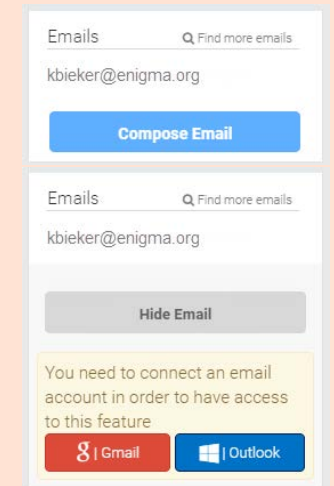 Emails Find more emails
kbieker@enigma.org
Compose Email
Emails Find more emails
kbieker@enigma.org
Hide Email
You need to connect an email
account in order to have access
to this feature
g | Gmail | Outlook